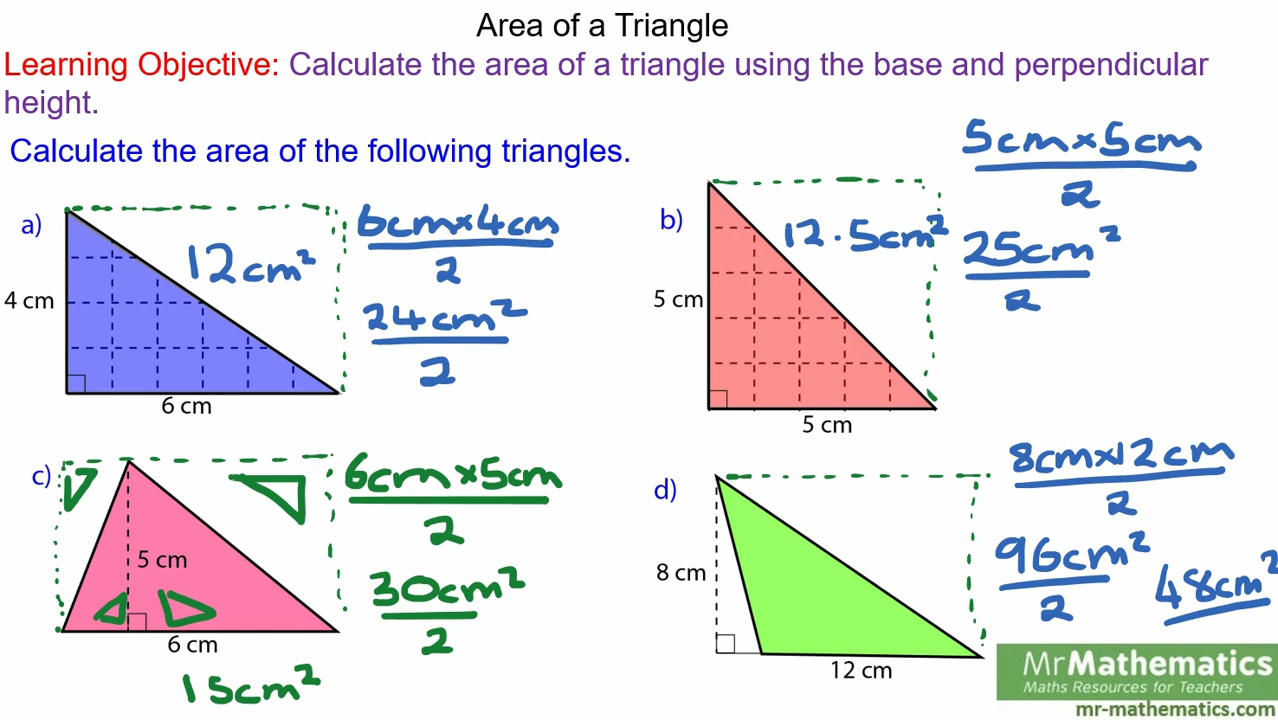 Area of a Triangle
Learning Objective: Calculate the area of a triangle using the base and perpendicular
height.
Calculate the area of the following triangles.
a)
4 cm
6 cm
12cm²
6cm×4cm
2
24cm²
2
b)
5 cm
5 cm
12.5cm²
5cm×5cm
2
25cm²
2
c)
5 cm
6 cm
15cm²
6cm×5cm
2
30cm²
2
d)
8 cm
12 cm
8cm×12cm
2
96cm²
2
48cm²
MrMathematics
Maths Resources for Teachers
mr-mathematics.com